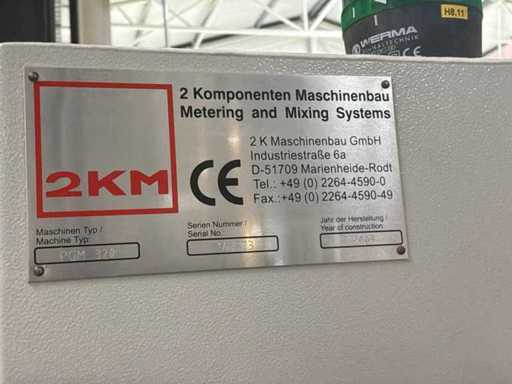 WERMA
H8.11
2KM
2 Komponenten Maschinenbau
Metering and Mixing Systems
CE
2 K Maschinenbau GmbH
Industriestraße 6a
D-51709 Marienheide-Rodt
Tel.: +49 (0) 2264-4590-0
Fax.:+49 (0) 2264-4590-49
Maschinen Typ /
Machine Typ:
Serien Nummer /
Serial No.:
Jahr der Herstellung /
Year of construction: